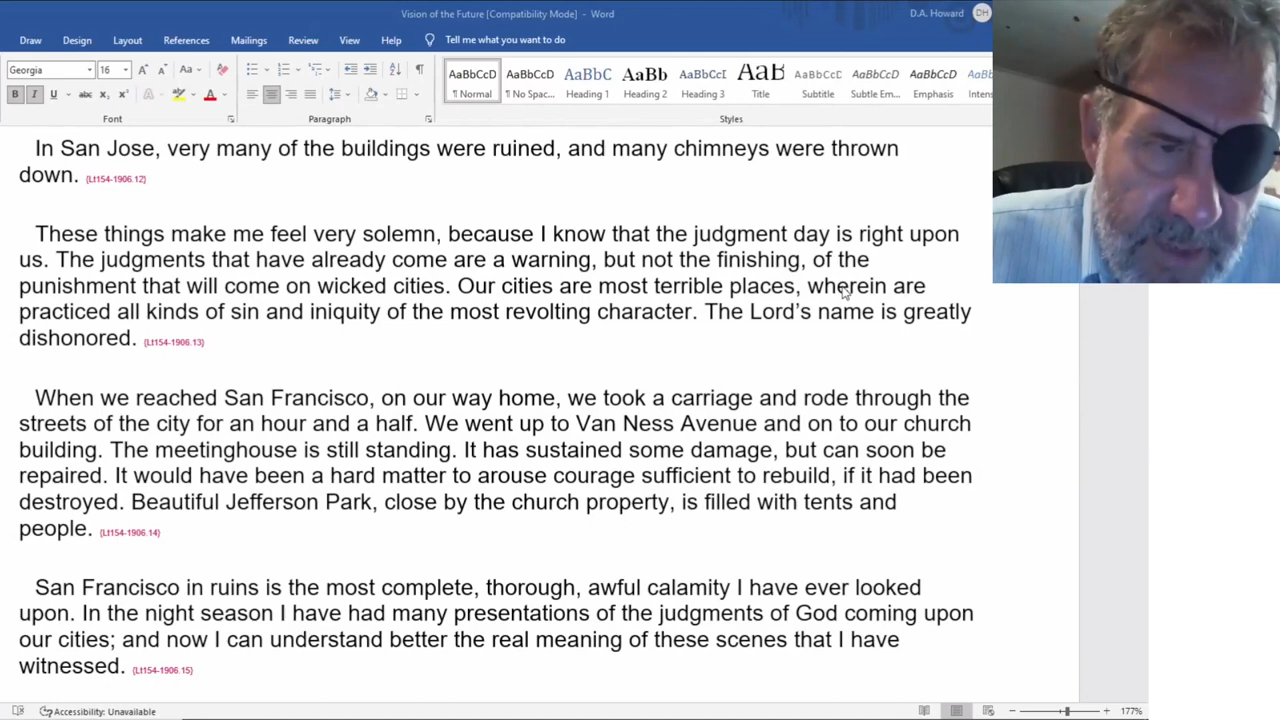 Vision of the Future [Compatibility Mode] - Word
D.A. Howard DH
Draw Design Layout References Mailings Review View Help Tell me what you want to do
Georgia 16 Aa
AaBbCcD AaBbCcD AaBbC AaBb AaBbCcI AaB AaBbCcD AaBbCcD AaBbCcD AaBb
¶ Normal ¶ No Spac... Heading 1 Heading 2 Heading 3 Title Subtitle Subtle Em... Emphasis Intens
B I U abc x₂ x² A A
Font Paragraph Styles
In San Jose, very many of the buildings were ruined, and many chimneys were thrown
down. {Lt154-1906.12}
These things make me feel very solemn, because I know that the judgment day is right upon
us. The judgments that have already come are a warning, but not the finishing, of the
punishment that will come on wicked cities. Our cities are most terrible places, wherein are
practiced all kinds of sin and iniquity of the most revolting character. The Lord's name is greatly
dishonored. {Lt154-1906.13}
When we reached San Francisco, on our way home, we took a carriage and rode through the
streets of the city for an hour and a half. We went up to Van Ness Avenue and on to our church
building. The meetinghouse is still standing. It has sustained some damage, but can soon be
repaired. It would have been a hard matter to arouse courage sufficient to rebuild, if it had been
destroyed. Beautiful Jefferson Park, close by the church property, is filled with tents and
people. {Lt154-1906.14}
San Francisco in ruins is the most complete, thorough, awful calamity I have ever looked
upon. In the night season I have had many presentations of the judgments of God coming upon
our cities; and now I can understand better the real meaning of these scenes that I have
witnessed. {Lt154-1906.15}
Accessibility: Unavailable 177%